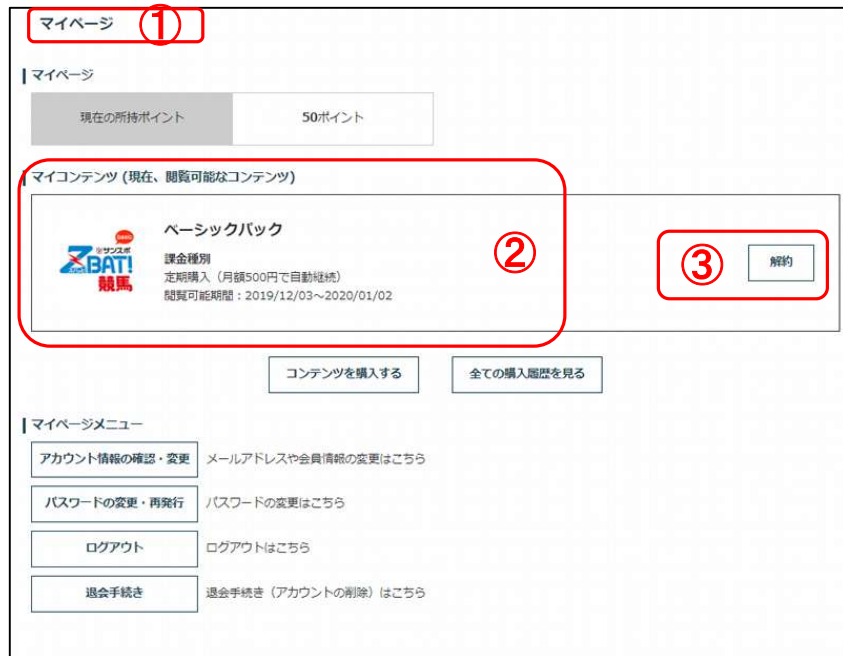 マイページ ①
マイページ
現在の所持ポイント 50ポイント
マイコンテンツ (現在、閲覧可能なコンテンツ)
ベーシックパック
課金種別
定期購入（月額500円で自動継続）
閲覧可能期間：2019/12/03～2020/01/02
サンスポ
ZBAT!
競馬
②
③ 解約
コンテンツを購入する 全ての購入履歴を見る
マイページメニュー
アカウント情報の確認・変更 メールアドレスや会員情報の変更はこちら
パスワードの変更・再発行 パスワードの変更はこちら
ログアウト ログアウトはこちら
退会手続き 退会手続き（アカウントの削除）はこちら